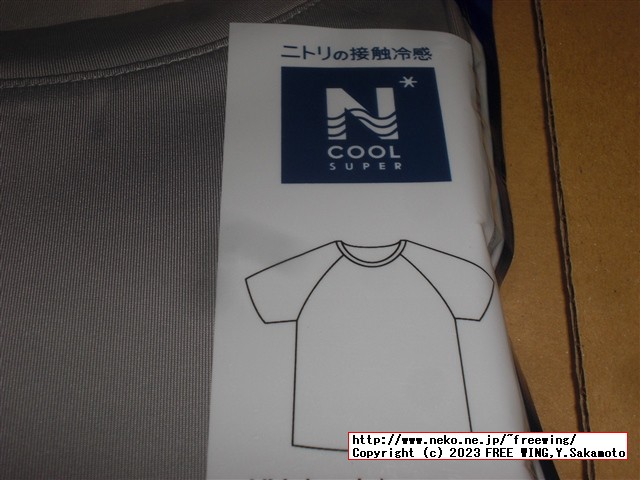 ニトリの接触冷感
N*
COOL
SUPER
http://www.neko.ne.jp/~freewing/
Copyright (c) 2023 FREE WING,Y.Sakamoto